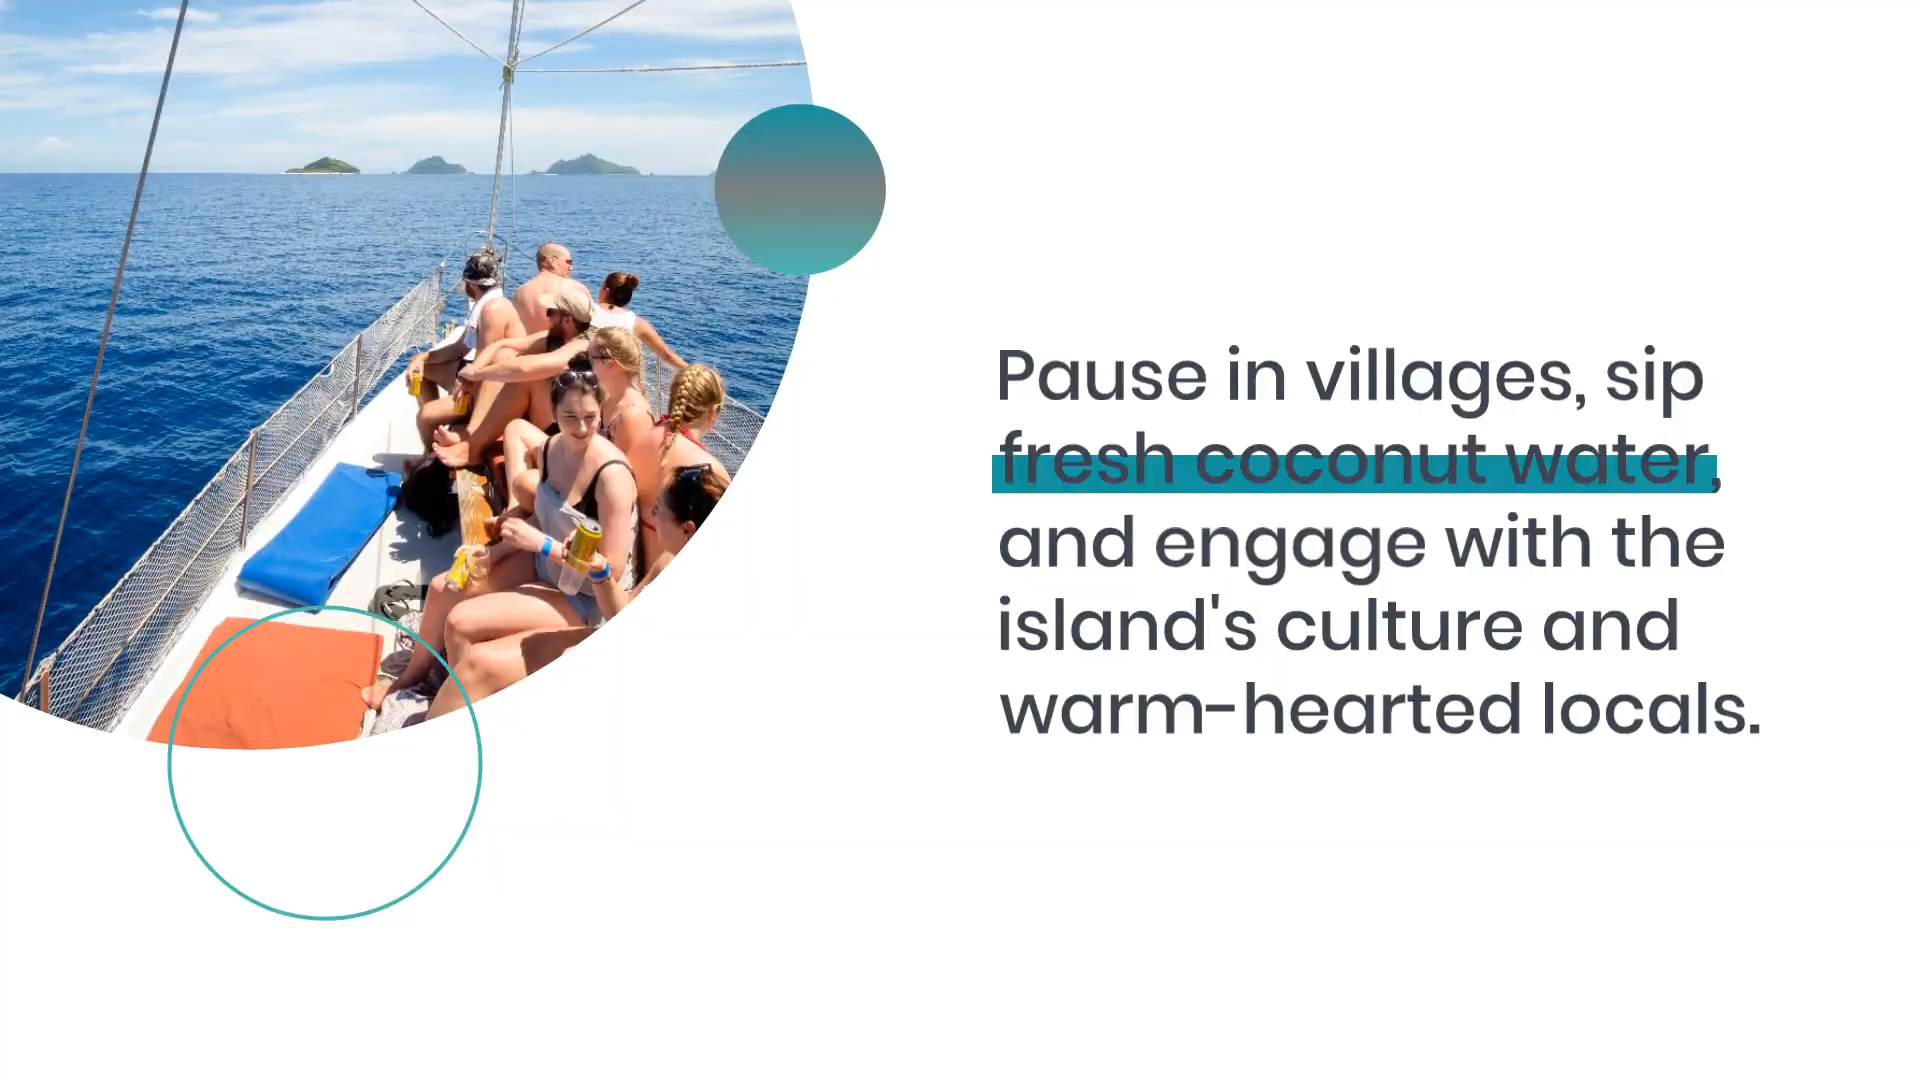 Pause in villages, sip
fresh coconut water,
and engage with the
island's culture and
warm-hearted locals.